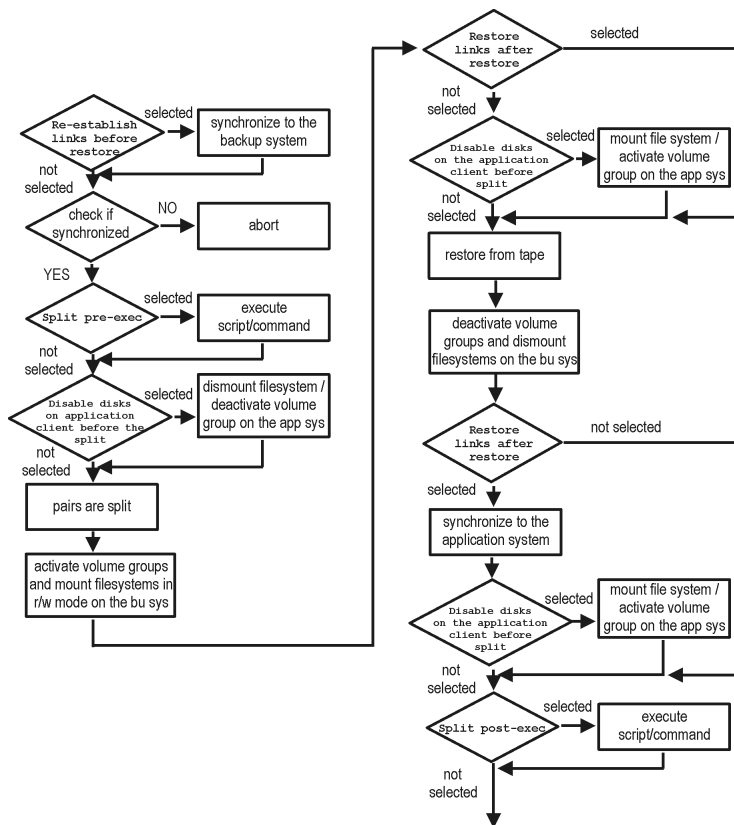 Re-establish
links before
restore
selected
synchronize to the
backup system
not
selected
check if
synchronized
NO
abort
YES
Split pre-exec
selected
execute
script/command
not
selected
Disable disks
on application
client before the
split
selected
dismount filesystem /
deactivate volume
group on the app sys
not
selected
pairs are split
activate volume groups
and mount filesystems in
r/w mode on the bu sys
Restore
links after
restore
selected
not
selected
Disable disks
on the application
client before
split
selected
mount file system /
activate volume
group on the app sys
not
selected
restore from tape
deactivate volume
groups and dismount
filesystems on the bu sys
Restore
links after
restore
not selected
selected
synchronize to the
application system
Disable disks
on the application
client before
split
selected
mount file system /
activate volume
group on the app sys
not
selected
Split post-exec
selected
execute
script/command
not
selected